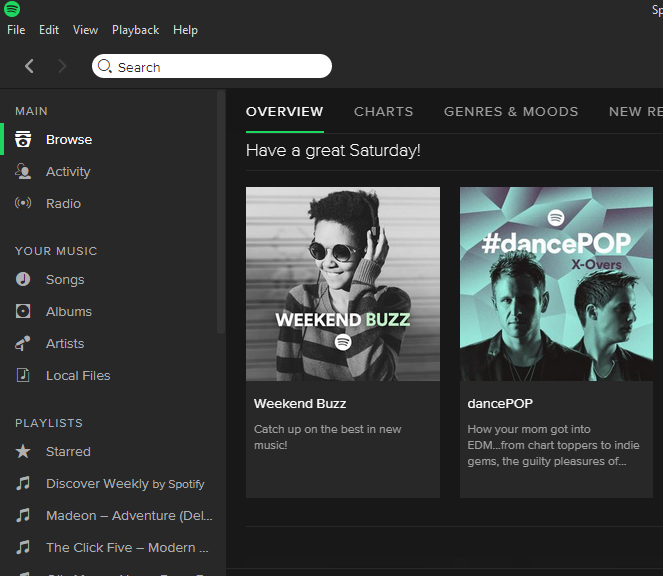 Sp
File Edit View Playback Help
Search
MAIN
Browse
Activity
Radio
YOUR MUSIC
Songs
Albums
Artists
Local Files
PLAYLISTS
Starred
Discover Weekly by Spotify
Madeon – Adventure (Del...
The Click Five – Modern ...
OVERVIEW CHARTS GENRES & MOODS NEW RE
Have a great Saturday!
WEEKEND BUZZ
Weekend Buzz
Catch up on the best in new
music!
#dancePOP
X-Overs
dancePOP
How your mom got into
EDM...from chart toppers to indie
gems, the guilty pleasures of...